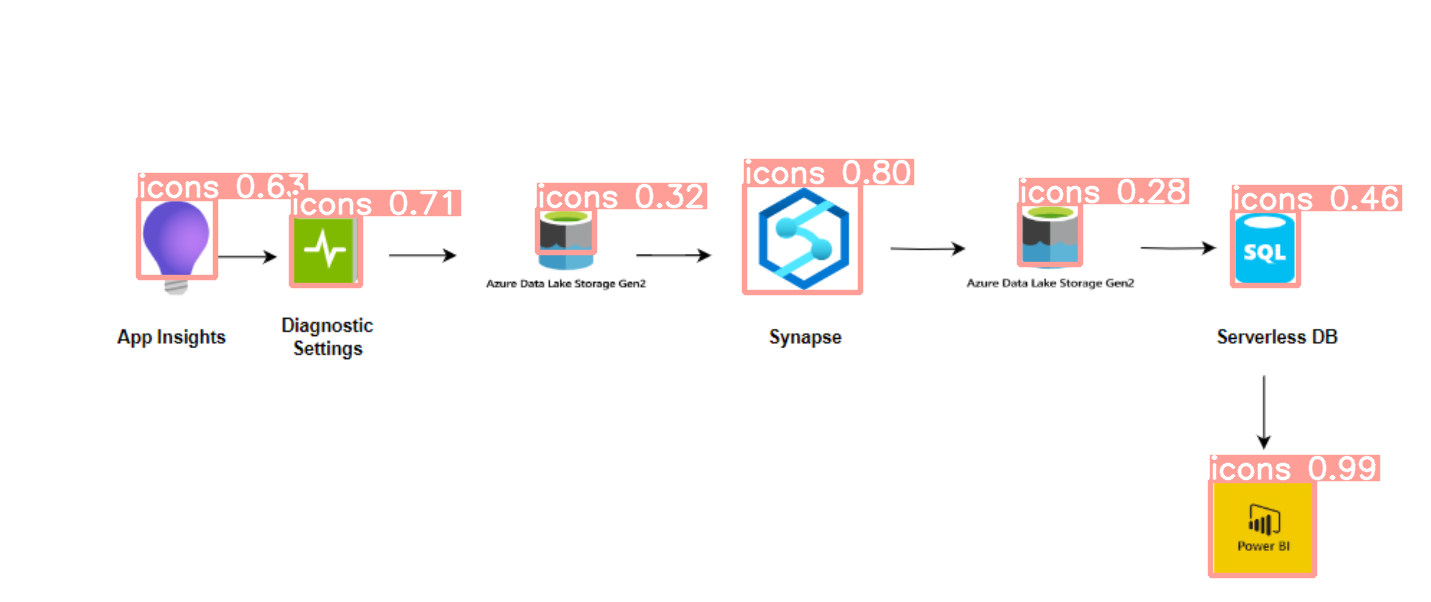 icons 0.63
icons 0.71
icons 0.32
icons 0.80
icons 0.28
icons 0.46
SQL
Azure Data Lake Storage Gen2
Azure Data Lake Storage Gen2
App Insights
Diagnostic
Settings
Synapse
Serverless DB
icons 0.99
Power BI